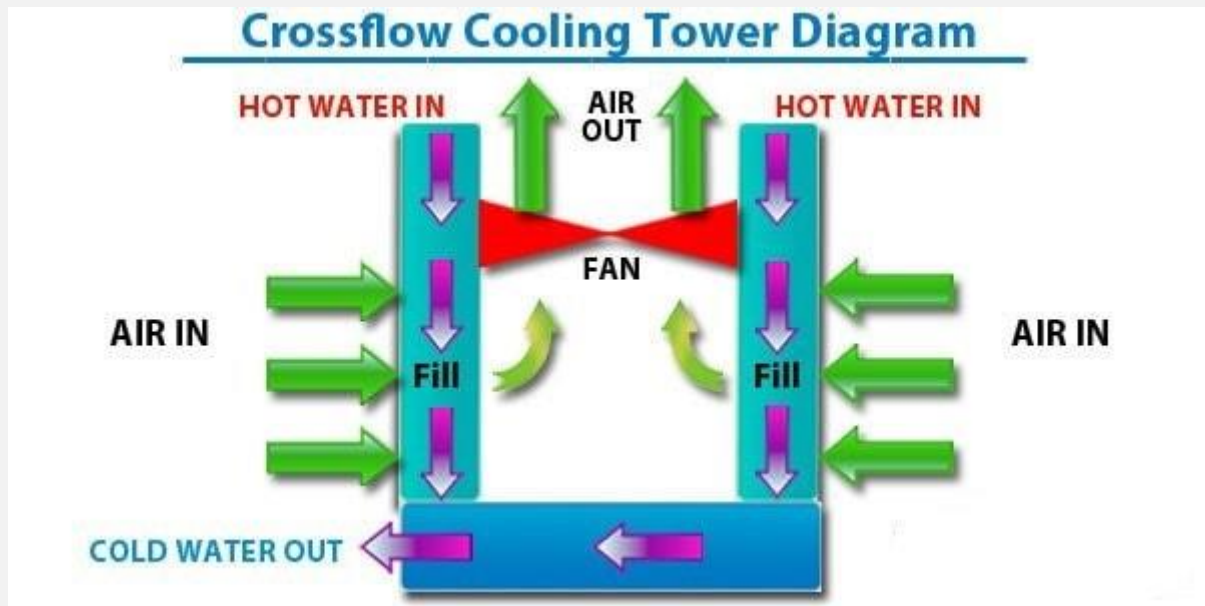 Crossflow Cooling Tower Diagram
HOT WATER IN
AIR
OUT
HOT WATER IN
FAN
AIR IN
AIR IN
Fill
Fill
COLD WATER OUT